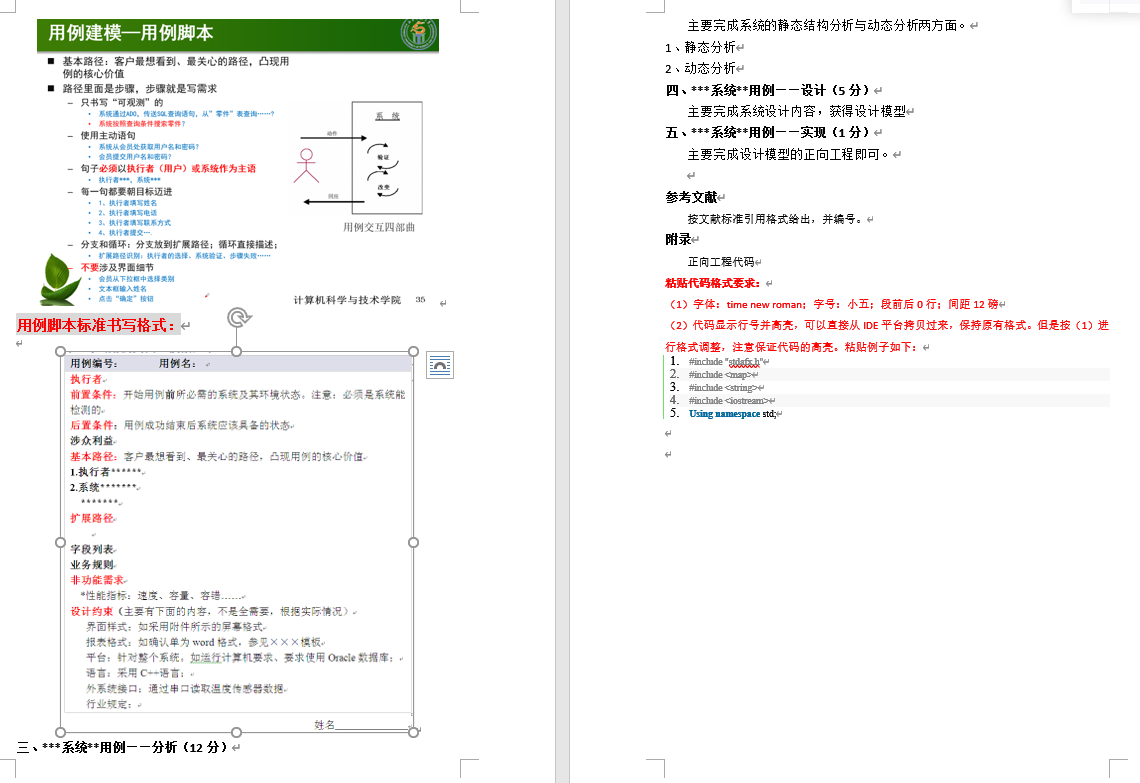 用例建模—用例脚本
基本路径：客户最想看到、最关心的路径，凸现用
例的核心价值
路径里面是步骤，步骤就是写需求
– 只书写“可观测”的
系统通过ADO，传送SQL查询语句，从”零件”表查询……?
系统按照查询条件搜索零件?
– 使用主动语句
系统从会员处获取用户名和密码?
会员提交用户名和密码?
– 句子必须以执行者（用户）或系统作为主语
执行者***，系统***
– 每一句都要朝目标迈进
1、执行者填写姓名
2、执行者填写电话
3、执行者填写联系方式
4、执行者提交…
– 分支和循环：分支放到扩展路径；循环直接描述；
扩展路径识别：执行者的选择、系统验证、步骤失败……
– 不要涉及界面细节
会员从下拉框中选择类别
文本框输入姓名
点击“确定”按钮
系 统
动作
验证
改变
回应
用例交互四部曲
计算机科学与技术学院 35
用例脚本标准书写格式：
用例编号： 用例名：
执行者
前置条件：开始用例前所必需的系统及其环境状态。注意：必须是系统能
检测的
后置条件：用例成功结束后系统应该具备的状态
涉众利益
基本路径：客户最想看到、最关心的路径，凸现用例的核心价值
1.执行者******
2.系统*******
*******
扩展路径
字段列表
业务规则
非功能需求
*性能指标：速度、容量、容错……
设计约束（主要有下面的内容，不是全需要，根据实际情况）
界面样式：如采用附件所示的屏幕格式
报表格式：如确认单为 word 格式，参见×××模板
平台：针对整个系统。如运行计算机要求、要求使用 Oracle 数据库；
语言：采用 C++语言；
外系统接口：通过串口读取温度传感器数据
行业规定：
姓名
三、***系统**用例——分析（12 分）
主要完成系统的静态结构分析与动态分析两方面。
1、静态分析
2、动态分析
四、***系统**用例——设计（5 分）
主要完成系统设计内容，获得设计模型
五、***系统**用例——实现（1 分）
主要完成设计模型的正向工程即可。
参考文献
按文献标准引用格式给出，并编号。
附录
正向工程代码
粘贴代码格式要求：
（1）字体：time new roman；字号：小五；段前后 0 行；间距 12 磅
（2）代码显示行号并高亮，可以直接从 IDE 平台拷贝过来，保持原有格式。但是按（1）进
行格式调整，注意保证代码的高亮。粘贴例子如下：
1. #include "stdafx.h"
2. #include <map>
3. #include <string>
4. #include <iostream>
5. Using namespace std;